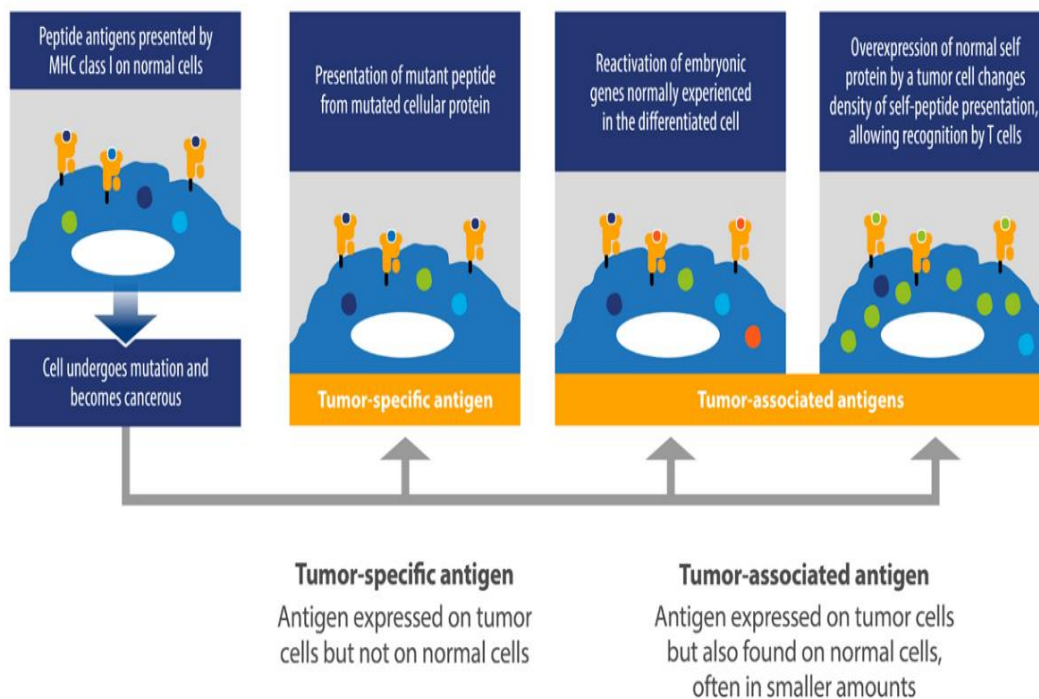 Peptide antigens presented by
MHC class I on normal cells
Cell undergoes mutation and
becomes cancerous
Presentation of mutant peptide
from mutated cellular protein
Tumor-specific antigen
Reactivation of embryonic
genes normally experienced
in the differentiated cell
Overexpression of normal self
protein by a tumor cell changes
density of self-peptide presentation,
allowing recognition by T cells
Tumor-associated antigens
Tumor-specific antigen
Antigen expressed on tumor
cells but not on normal cells
Tumor-associated antigen
Antigen expressed on tumor cells
but also found on normal cells,
often in smaller amounts